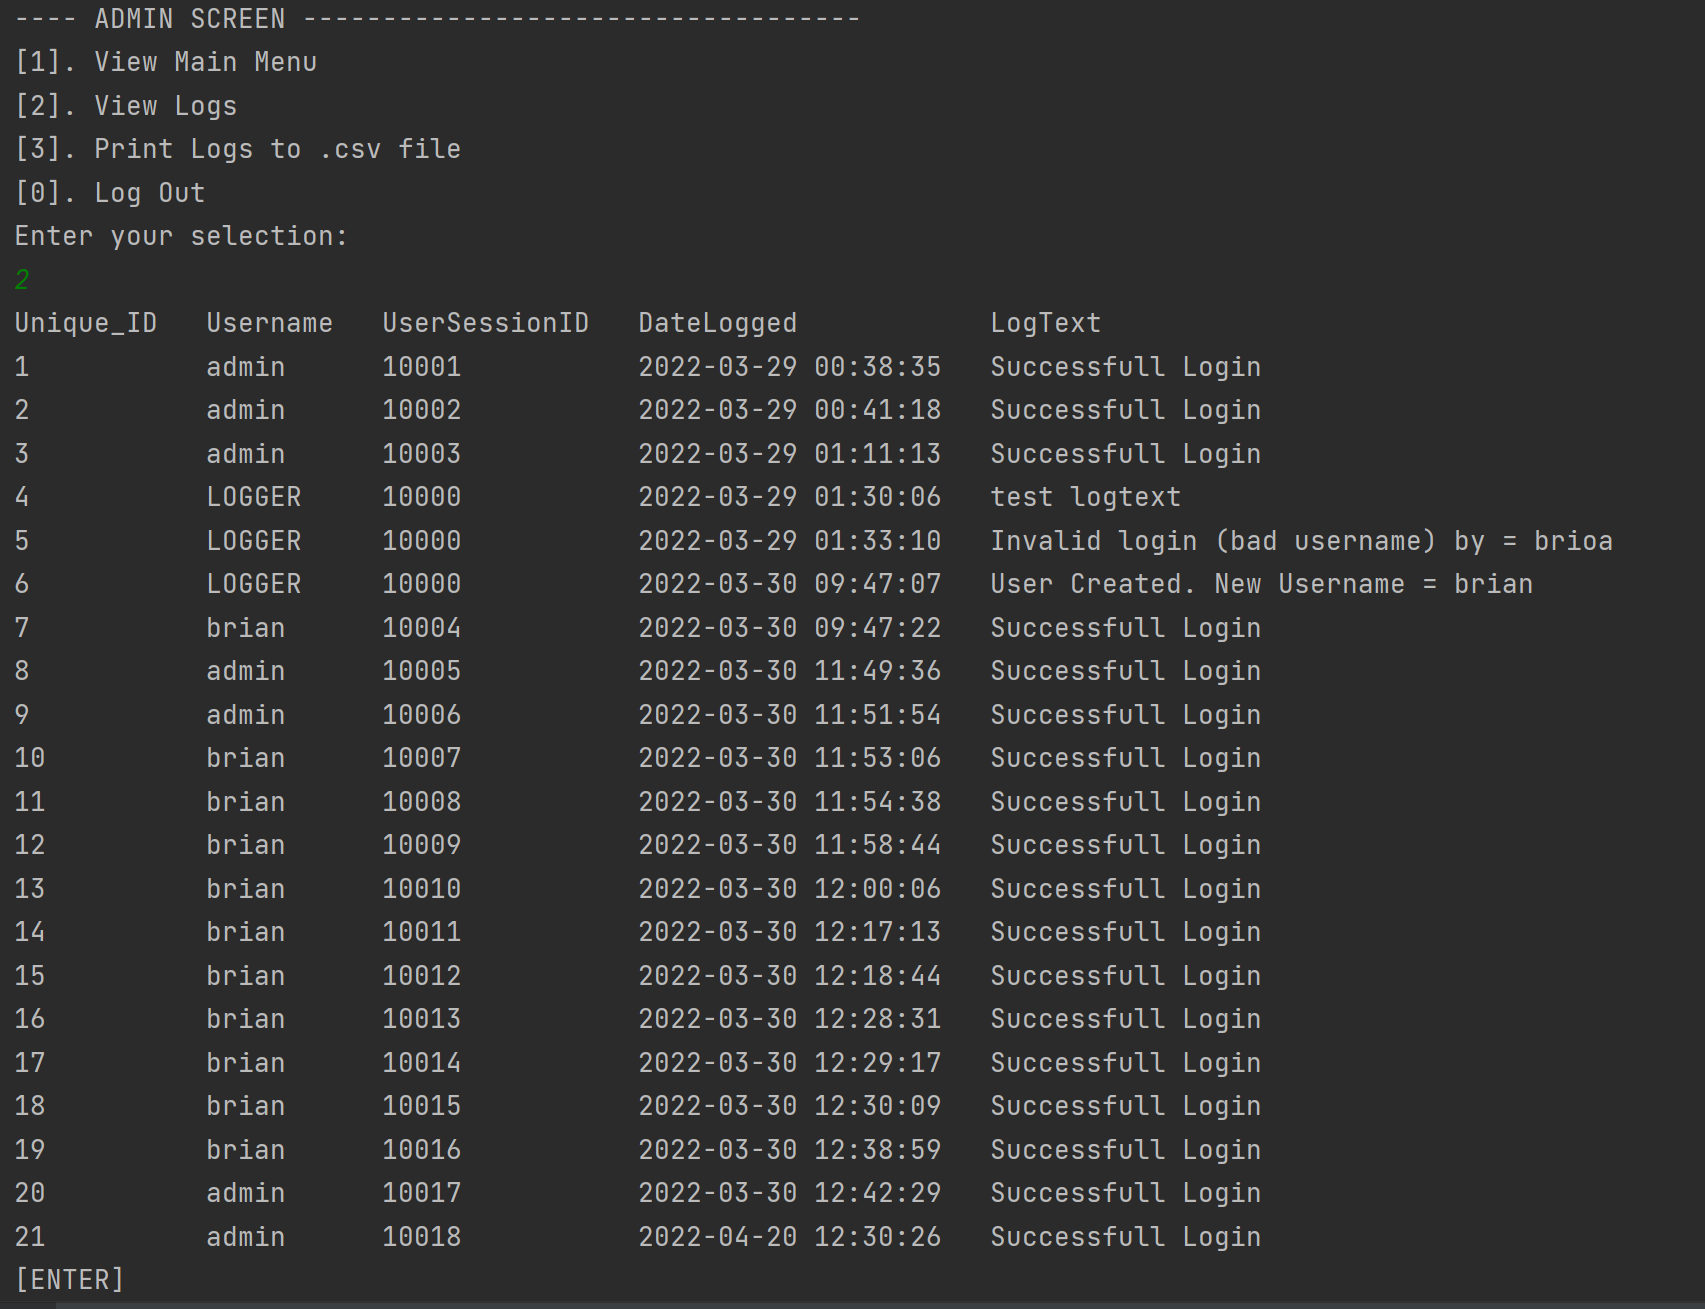 ---- ADMIN SCREEN -----------------------------------
[1]. View Main Menu
[2]. View Logs
[3]. Print Logs to .csv file
[0]. Log Out
Enter your selection:
2
Unique_ID   Username   UserSessionID   DateLogged            LogText
1           admin      10001           2022-03-29 00:38:35   Successfull Login
2           admin      10002           2022-03-29 00:41:18   Successfull Login
3           admin      10003           2022-03-29 01:11:13   Successfull Login
4           LOGGER     10000           2022-03-29 01:30:06   test logtext
5           LOGGER     10000           2022-03-29 01:33:10   Invalid login (bad username) by = brioa
6           LOGGER     10000           2022-03-30 09:47:07   User Created. New Username = brian
7           brian      10004           2022-03-30 09:47:22   Successfull Login
8           admin      10005           2022-03-30 11:49:36   Successfull Login
9           admin      10006           2022-03-30 11:51:54   Successfull Login
10          brian      10007           2022-03-30 11:53:06   Successfull Login
11          brian      10008           2022-03-30 11:54:38   Successfull Login
12          brian      10009           2022-03-30 11:58:44   Successfull Login
13          brian      10010           2022-03-30 12:00:06   Successfull Login
14          brian      10011           2022-03-30 12:17:13   Successfull Login
15          brian      10012           2022-03-30 12:18:44   Successfull Login
16          brian      10013           2022-03-30 12:28:31   Successfull Login
17          brian      10014           2022-03-30 12:29:17   Successfull Login
18          brian      10015           2022-03-30 12:30:09   Successfull Login
19          brian      10016           2022-03-30 12:38:59   Successfull Login
20          admin      10017           2022-03-30 12:42:29   Successfull Login
21          admin      10018           2022-04-20 12:30:26   Successfull Login
[ENTER]